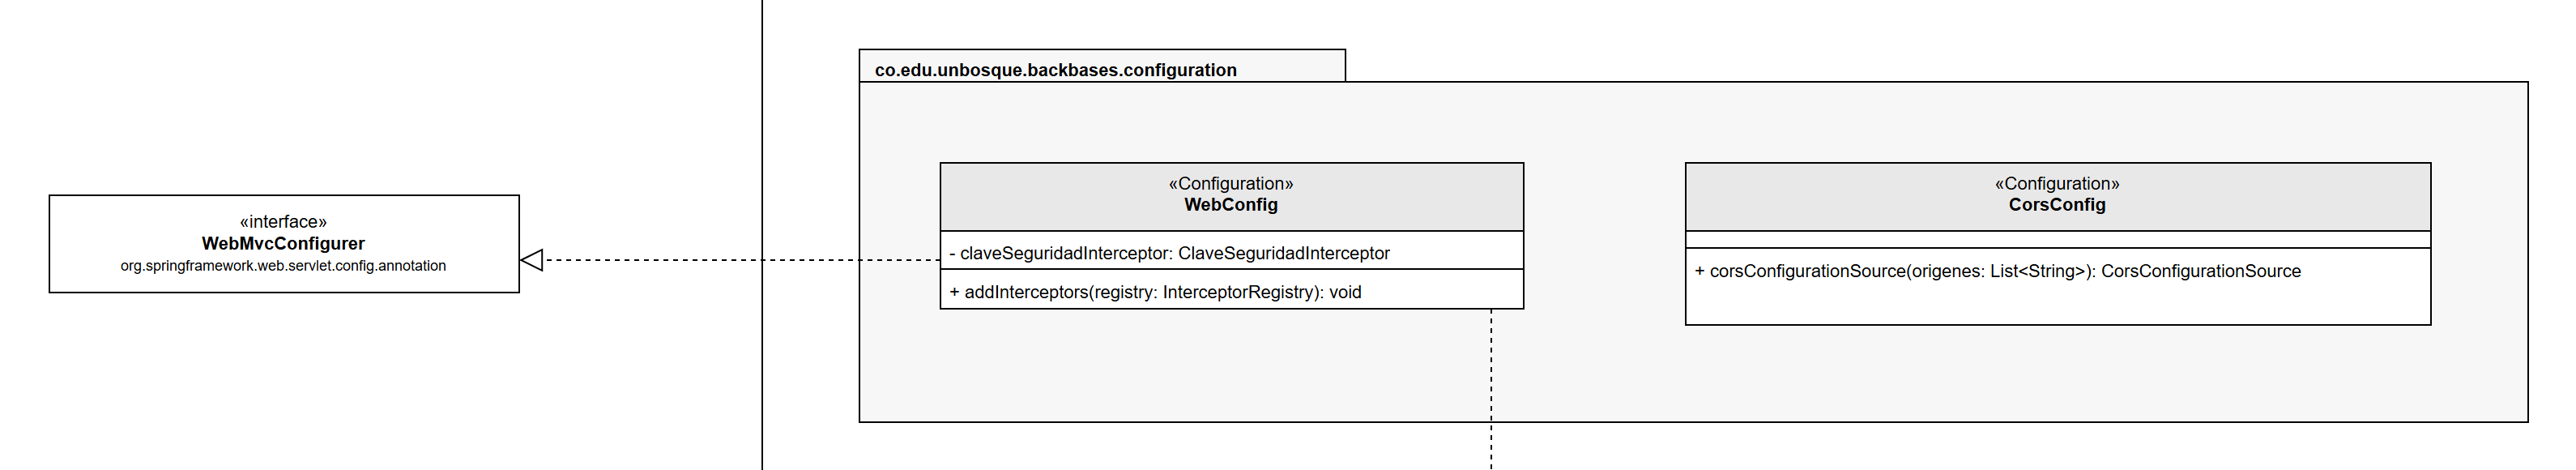 co.edu.unbosque.backbases.configuration
«interface»
WebMvcConfigurer
org.springframework.web.servlet.config.annotation
«Configuration»
WebConfig
- claveSeguridadInterceptor: ClaveSeguridadInterceptor
+ addInterceptors(registry: InterceptorRegistry): void
«Configuration»
CorsConfig
+ corsConfigurationSource(origenes: List<String>): CorsConfigurationSource